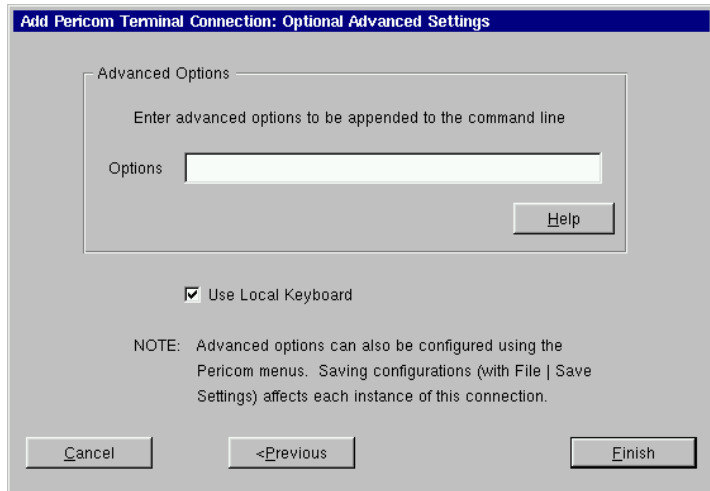 Add Pericom Terminal Connection: Optional Advanced Settings
Advanced Options
Enter advanced options to be appended to the command line
Options
Help
Use Local Keyboard
NOTE: Advanced options can also be configured using the
Pericom menus. Saving configurations (with File | Save
Settings) affects each instance of this connection.
Cancel
<Previous
Finish